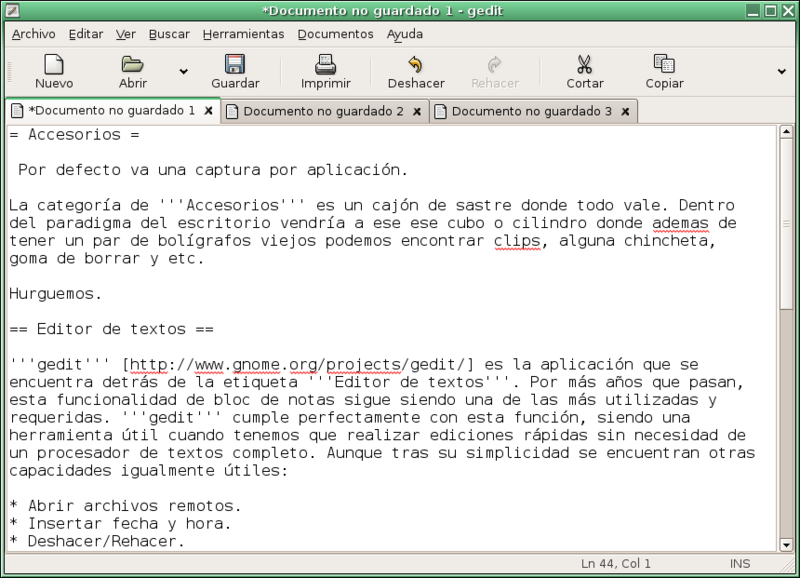 *Documento no guardado 1 - gedit
Archivo Editar Ver Buscar Herramientas Documentos Ayuda
Nuevo Abrir Guardar Imprimir Deshacer Rehacer Cortar Copiar
*Documento no guardado 1 Documento no guardado 2 Documento no guardado 3
= Accesorios =
Por defecto va una captura por aplicación.
La categoría de '''Accesorios''' es un cajón de sastre donde todo vale. Dentro
del paradigma del escritorio vendría a ese ese cubo o cilindro donde ademas de
tener un par de bolígrafos viejos podemos encontrar clips, alguna chincheta,
goma de borrar y etc.
Hurguemos.
== Editor de textos ==
'''gedit''' [http://www.gnome.org/projects/gedit/] es la aplicación que se
encuentra detrás de la etiqueta '''Editor de textos'''. Por más años que pasan,
esta funcionalidad de bloc de notas sigue siendo una de las más utilizadas y
requeridas. '''gedit''' cumple perfectamente con esta función, siendo una
herramienta útil cuando tenemos que realizar ediciones rápidas sin necesidad de
un procesador de textos completo. Aunque tras su simplicidad se encuentran otras
capacidades igualmente útiles:
* Abrir archivos remotos.
* Insertar fecha y hora.
* Deshacer/Rehacer.
Ln 44, Col 1 INS